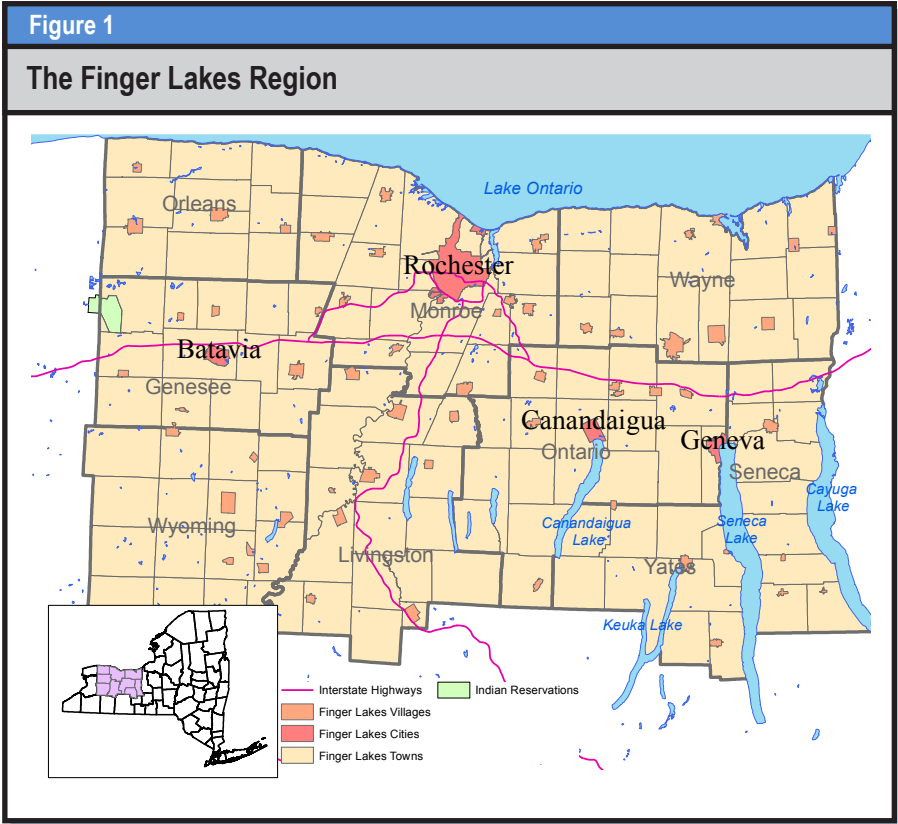 Figure 1
The Finger Lakes Region
Lake Ontario
Orleans
Rochester
Wayne
Monroe
Batavia
Genesee
Canandaigua
Ontario
Geneva
Seneca
Cayuga
Lake
Wyoming
Canandaigua
Lake
Seneca
Lake
Livingston
Yates
Keuka Lake
Interstate Highways
Indian Reservations
Finger Lakes Villages
Finger Lakes Cities
Finger Lakes Towns